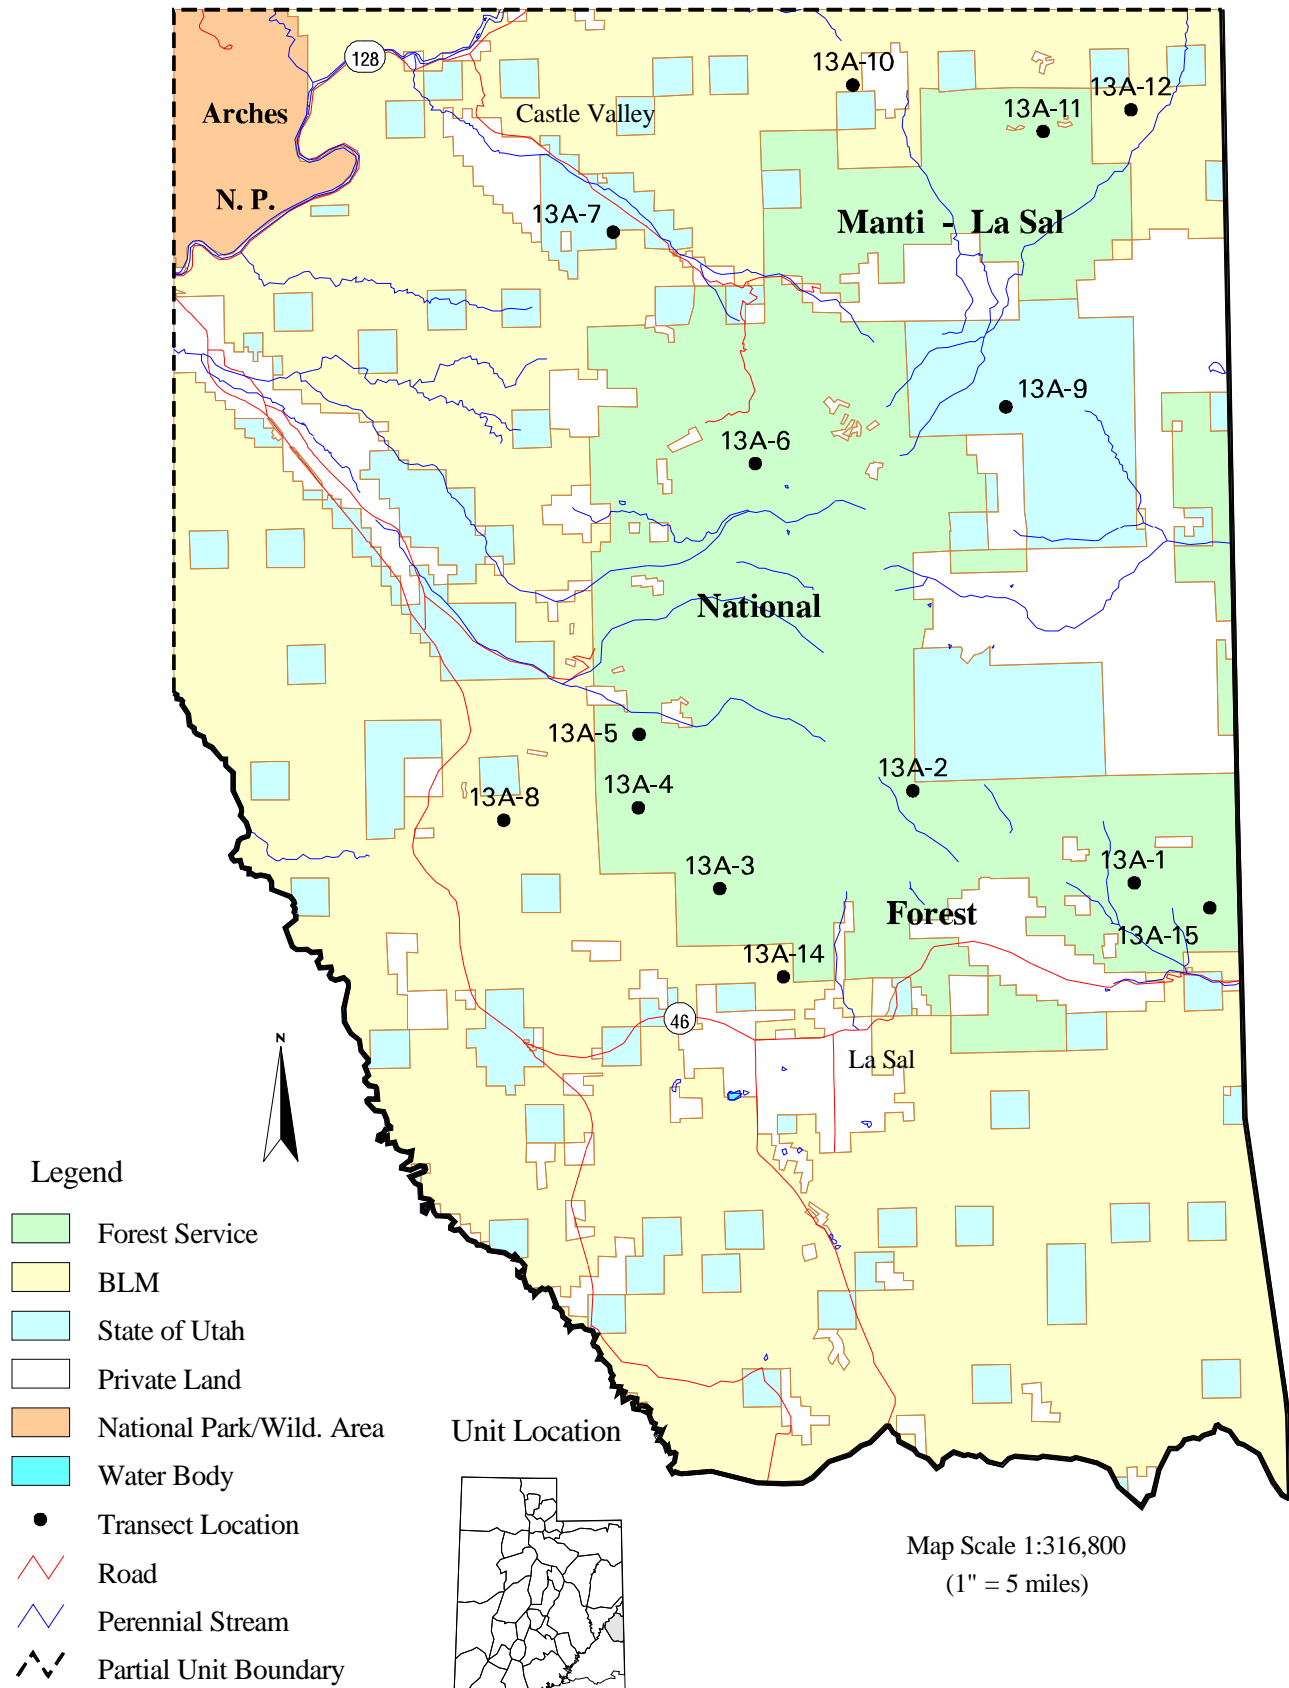 128
13A-10
13A-12
13A-11
Arches
Castle Valley
N. P.
13A-7
Manti - La Sal
13A-9
13A-6
National
13A-5
13A-2
13A-4
13A-8
13A-3
13A-1
Forest
13A-15
13A-14
46
La Sal
N
Legend
Forest Service
BLM
State of Utah
Private Land
National Park/Wild. Area
Water Body
Transect Location
Road
Perennial Stream
Partial Unit Boundary
Unit Location
Map Scale 1:316,800
(1" = 5 miles)